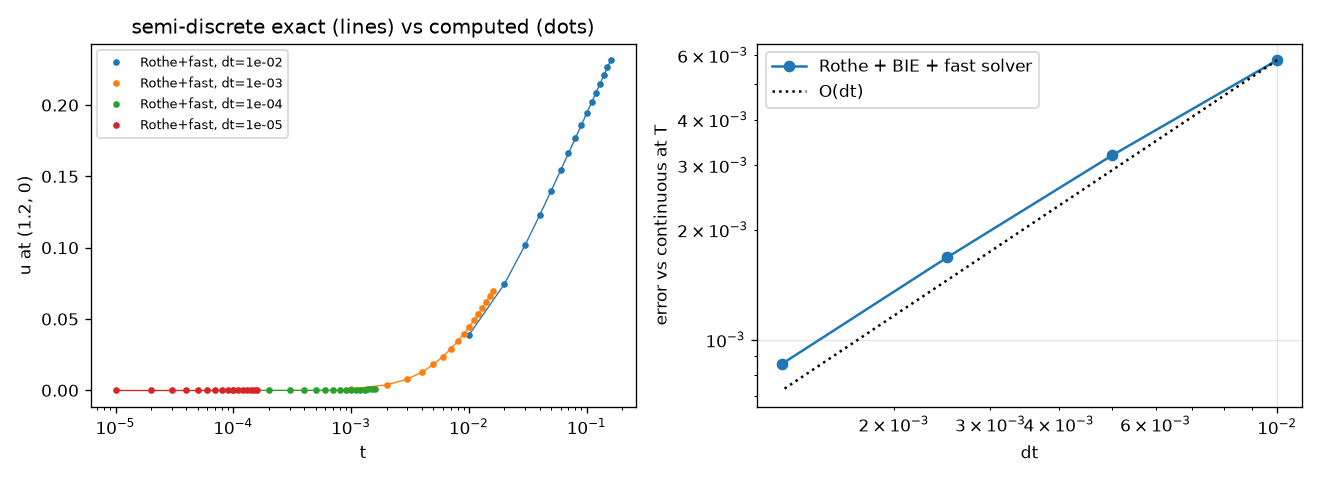 semi-discrete exact (lines) vs computed (dots)
Rothe+fast, dt=1e-02
Rothe+fast, dt=1e-03
Rothe+fast, dt=1e-04
Rothe+fast, dt=1e-05
u at (1.2, 0)
0.20
0.15
0.10
0.05
0.00
10⁻⁵
10⁻⁴
10⁻³
10⁻²
10⁻¹
t
Rothe + BIE + fast solver
O(dt)
error vs continuous at T
6 × 10⁻³
4 × 10⁻³
3 × 10⁻³
2 × 10⁻³
10⁻³
2 × 10⁻³
3 × 10⁻³
4 × 10⁻³
6 × 10⁻³
10⁻²
dt